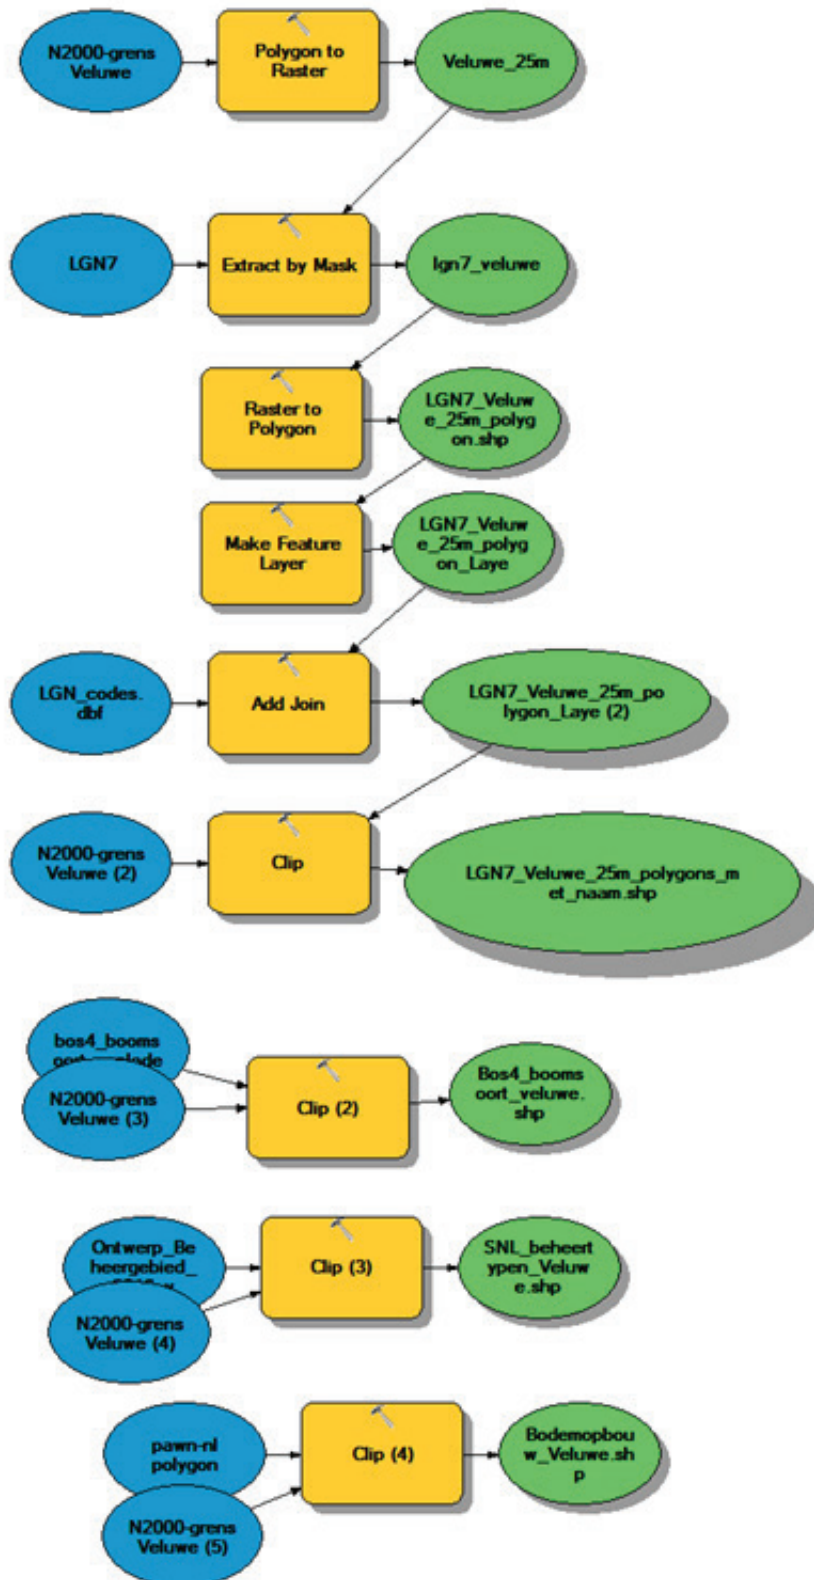 N2000-grens
Veluwe
Polygon to
Raster
Veluwe_25m
LGN7
Extract by Mask
lgn7_veluwe
Raster to
Polygon
LGN7_Veluw
e_25m_polyg
on.shp
Make Feature
Layer
LGN7_Veluw
e_25m_polyg
on_Laye
LGN_codes.
dbf
Add Join
LGN7_Veluwe_25m_po
lygon_Laye (2)
N2000-grens
Veluwe (2)
Clip
LGN7_Veluwe_25m_polygons_m
et_naam.shp
bos4_booms
N2000-grens
Veluwe (3)
Clip (2)
Bos4_booms
oort_veluwe.
shp
Ontwerp_Be
heergebied_
N2000-grens
Veluwe (4)
Clip (3)
SNL_beheert
ypen_Veluw
e.shp
pawn-nl
polygon
N2000-grens
Veluwe (5)
Clip (4)
Bodemopbou
w_Veluwe.sh
p